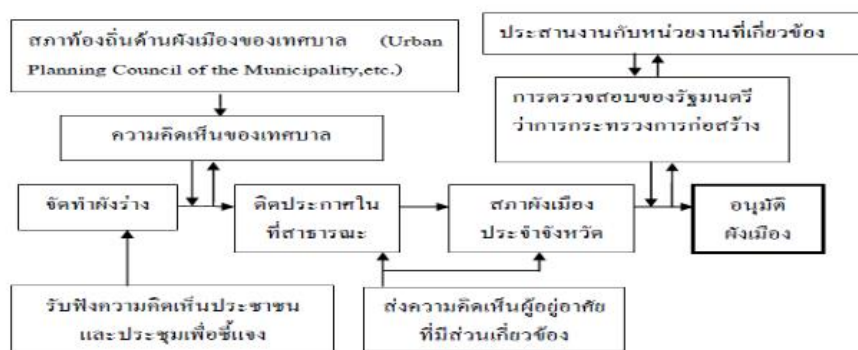 สภาท้องถิ่นด้านผังเมืองของเทศบาล (Urban
Planning Council of the Municipality,etc.)
ประสานงานกับหน่วยงานที่เกี่ยวข้อง
การตรวจสอบของรัฐมนตรี
ว่าการกระทรวงการก่อสร้าง
ความคิดเห็นของเทศบาล
จัดทำผังร่าง
ติดประกาศใน
ที่สาธารณะ
สภาผังเมือง
ประจำจังหวัด
อนุมัติ
ผังเมือง
รับฟังความคิดเห็นประชาชน
และประชุมเพื่อชี้แจง
ส่งความคิดเห็นผู้อยู่อาศัย
ที่มีส่วนเกี่ยวข้อง